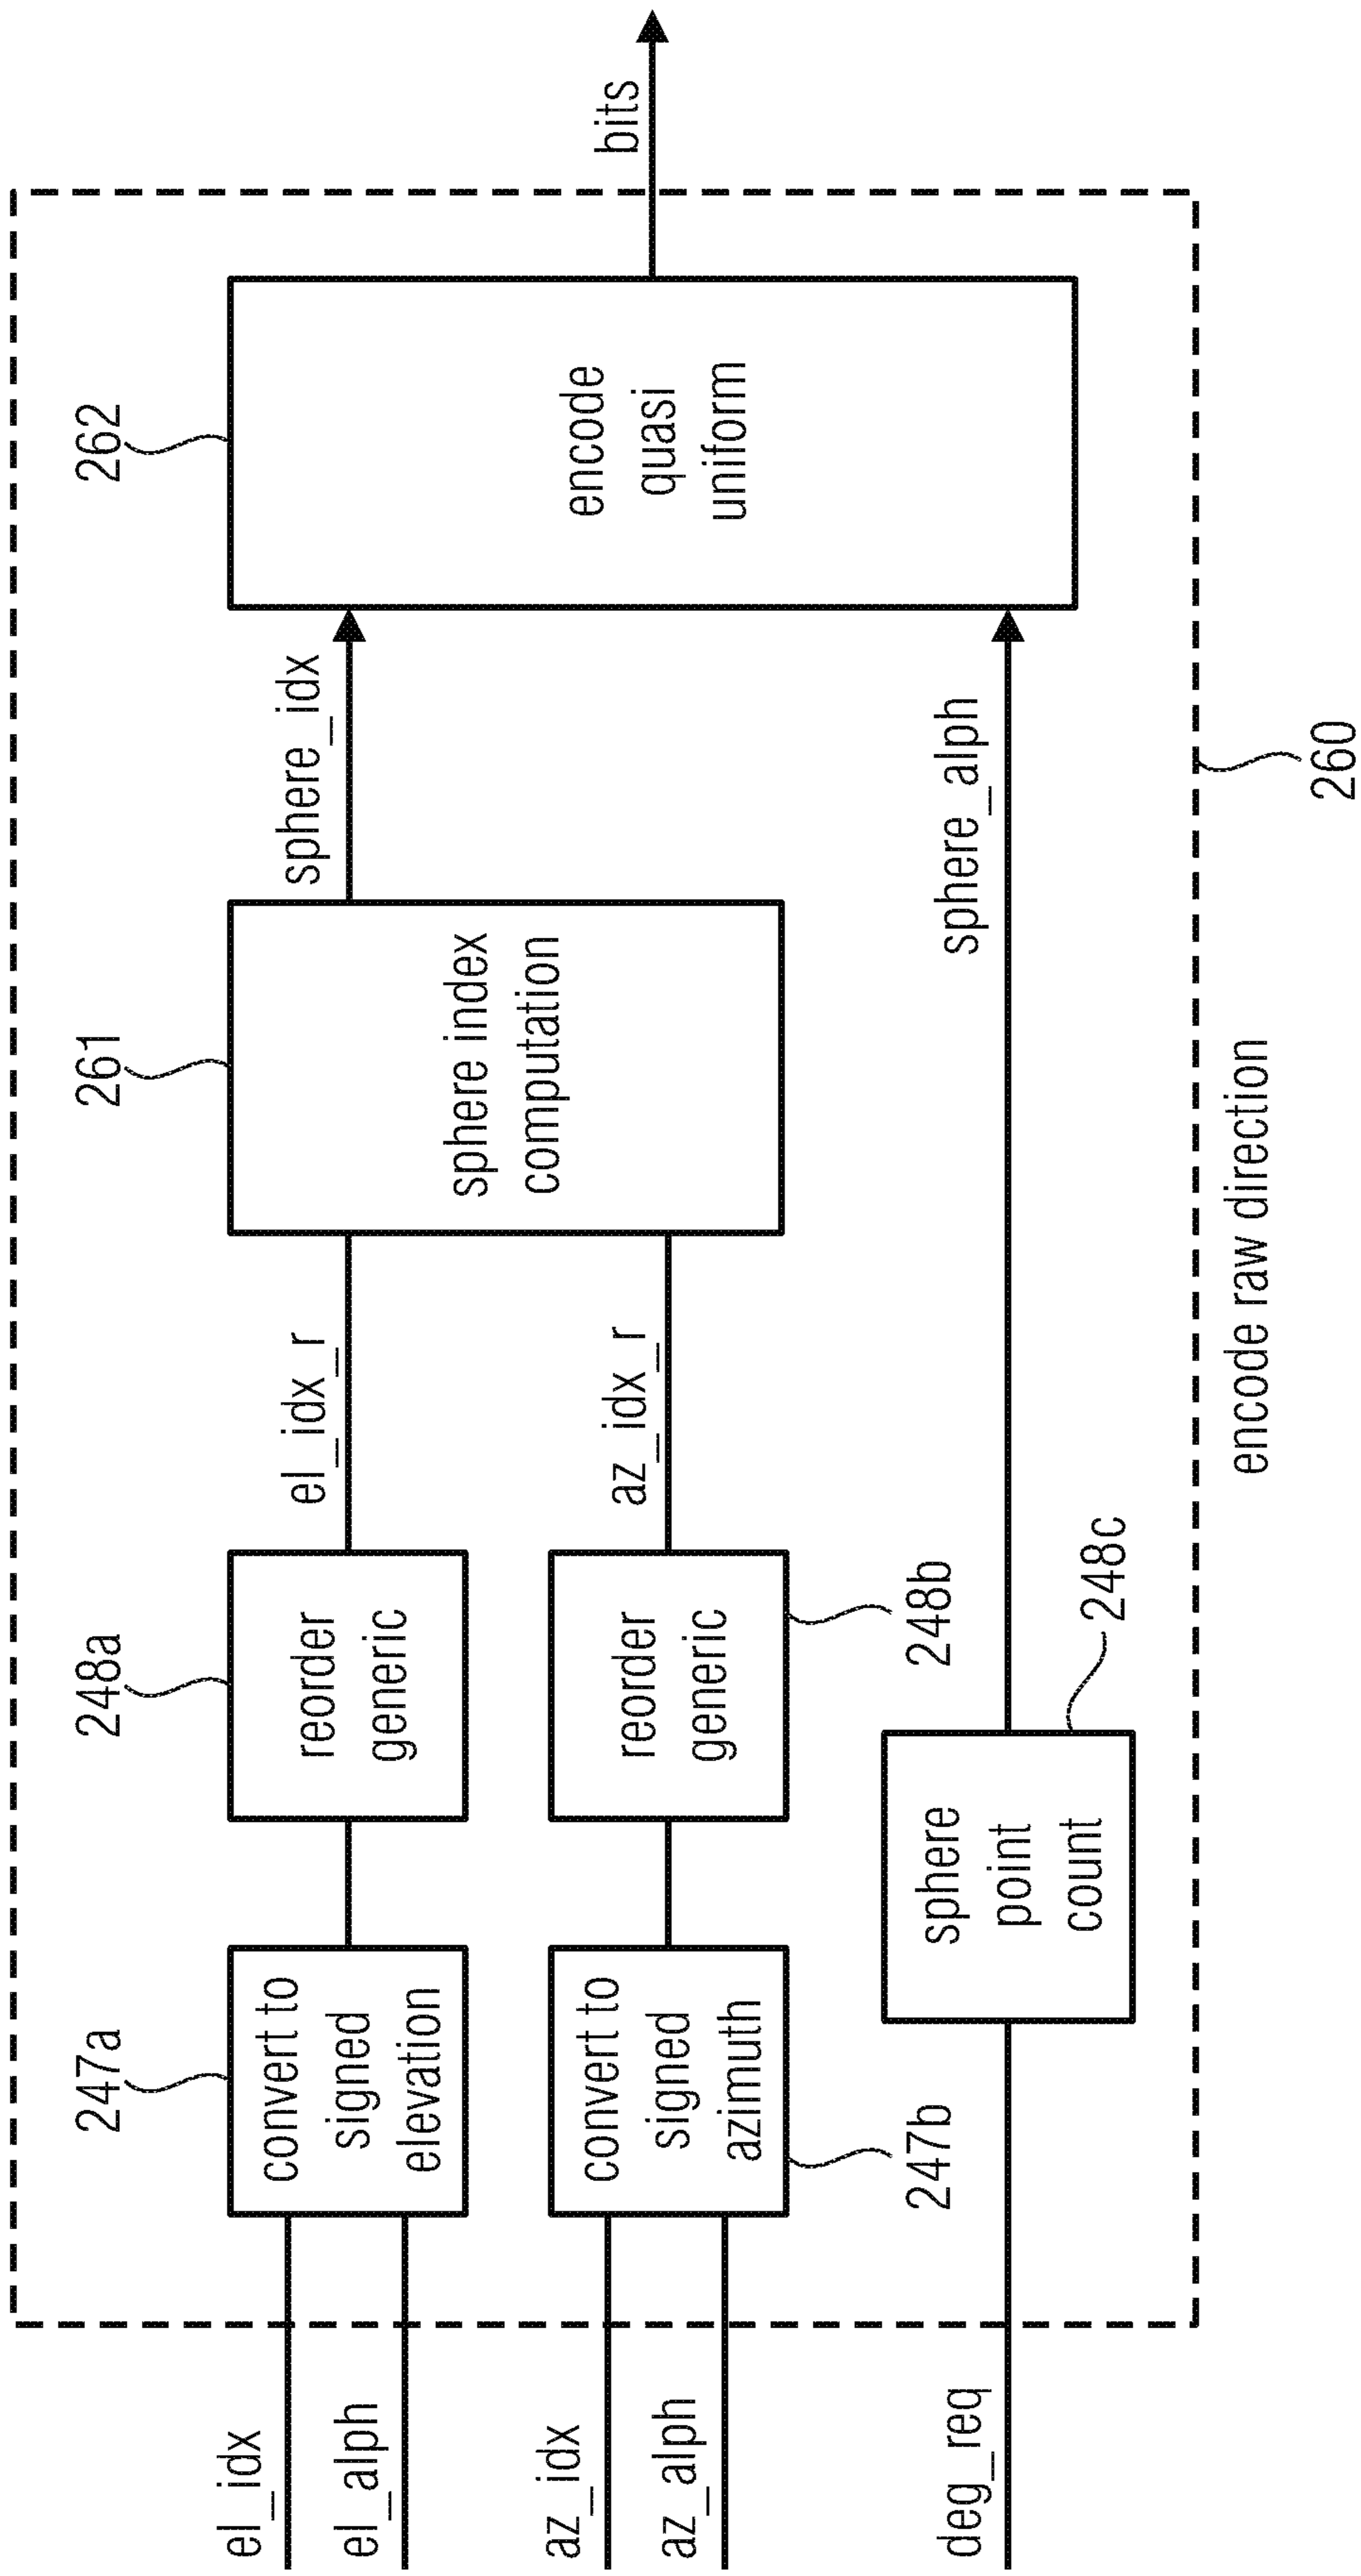 el_idx
el_alph
az_idx
az_alph
deg_req
247a
convert to
signed
elevation
convert to
signed
azimuth
247b
248a
reorder
generic
reorder
generic
248b
sphere
point
count
248c
el_idx_r
az_idx_r
261
sphere index
computation
sphere_idx
sphere_alph
262
encode
quasi
uniform
bits
encode raw direction
260